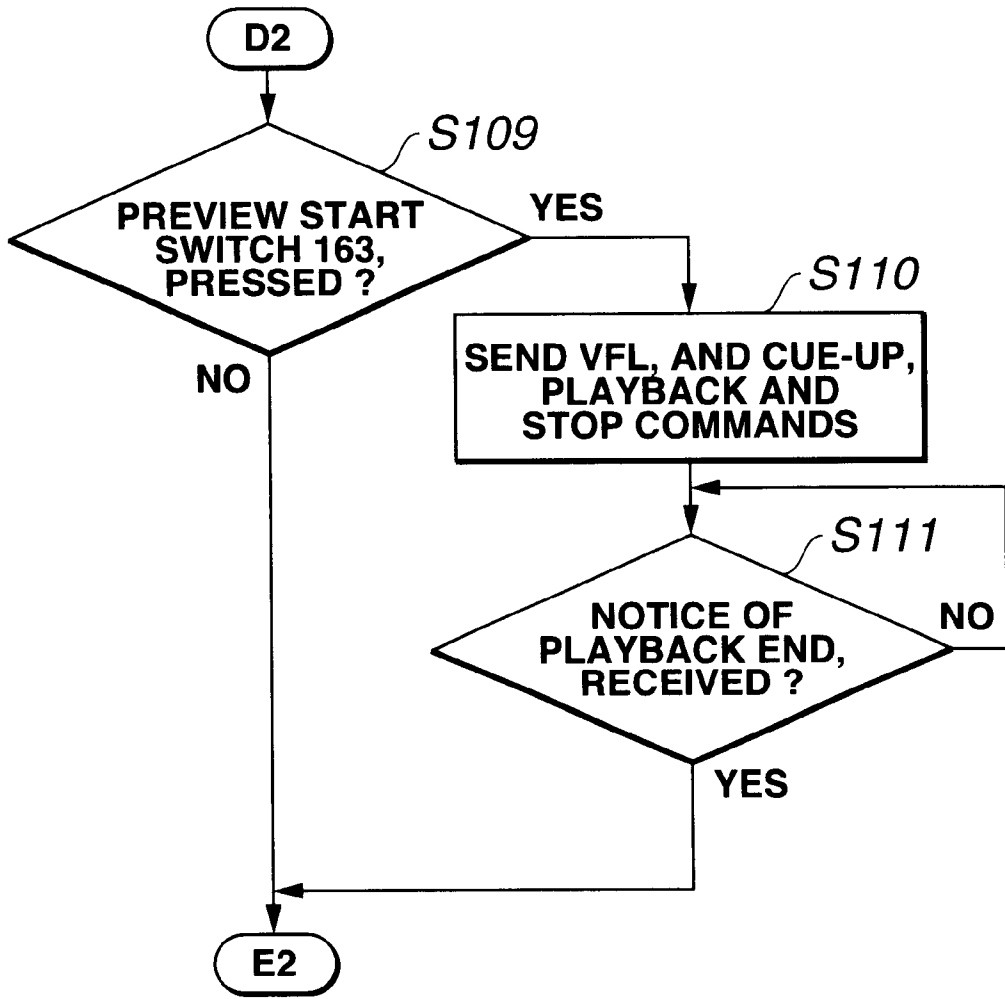 D2
S109
PREVIEW START
SWITCH 163,
PRESSED ?
YES
NO
S110
SEND VFL, AND CUE-UP,
PLAYBACK AND
STOP COMMANDS
S111
NOTICE OF
PLAYBACK END,
RECEIVED ?
NO
YES
E2